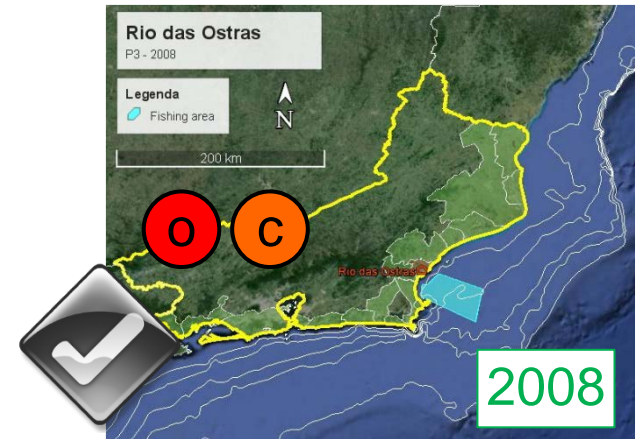 Rio das Ostras
P3 - 2008
Legenda
Fishing area
N
200 km
O
C
Rio das Ostras
2008